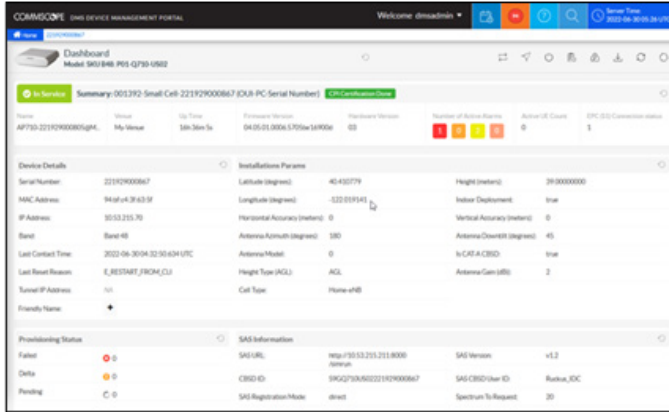 COMMSCOPE DMS DEVICE MANAGEMENT PORTAL Welcome dmsadmin Server Time: 2022-06-30 05:26 UTC
Home 221929000867
Dashboard
Model: SKU B48: P01-Q710-US02
In Service Summary: 001392-Small Cell-221929000867 (OUI-PC-Serial Number) CPI Certification Done
Name Venue Up Time Firmware Version Hardware Version Number of Active Alarms Active UE Count EPC (S1) Connection status
My Venue 16h 36m 5s 03 1 0 0 1
Device Details Installations Params
Serial Number: 221929000867 Latitude (degrees): 40.410779 Height (meters): 39.00000000
MAC Address: Longitude (degrees): -122.019141 Indoor Deployment: true
IP Address: 10.53.215.70 Horizontal Accuracy (meters): 0 Vertical Accuracy (meters): 0
Band: Band 48 Antenna Azimuth (degrees): 180 Antenna Downtilt (degrees): 45
Last Contact Time: 2022-06-30 04:32:50.634 UTC Antenna Model: 0 Is CAT-A CBSD: true
Last Reset Reason: E_RESTART_FROM_CLI Height Type (AGL): AGL Antenna Gain (dBi): 2
Tunnel IP Address: NA Cell Type: Home-eNB
Friendly Name: +
Provisioning Status SAS Information
Failed 0 SAS URL: http://10.53.215.211:8000/simrun SAS Version: v1.2
Delta 0 CBSD ID: S9GQ710US02221929000867 SAS CBSD User ID: Ruckus_IDC
Pending 0 SAS Registration Mode: direct Spectrum To Request: 20